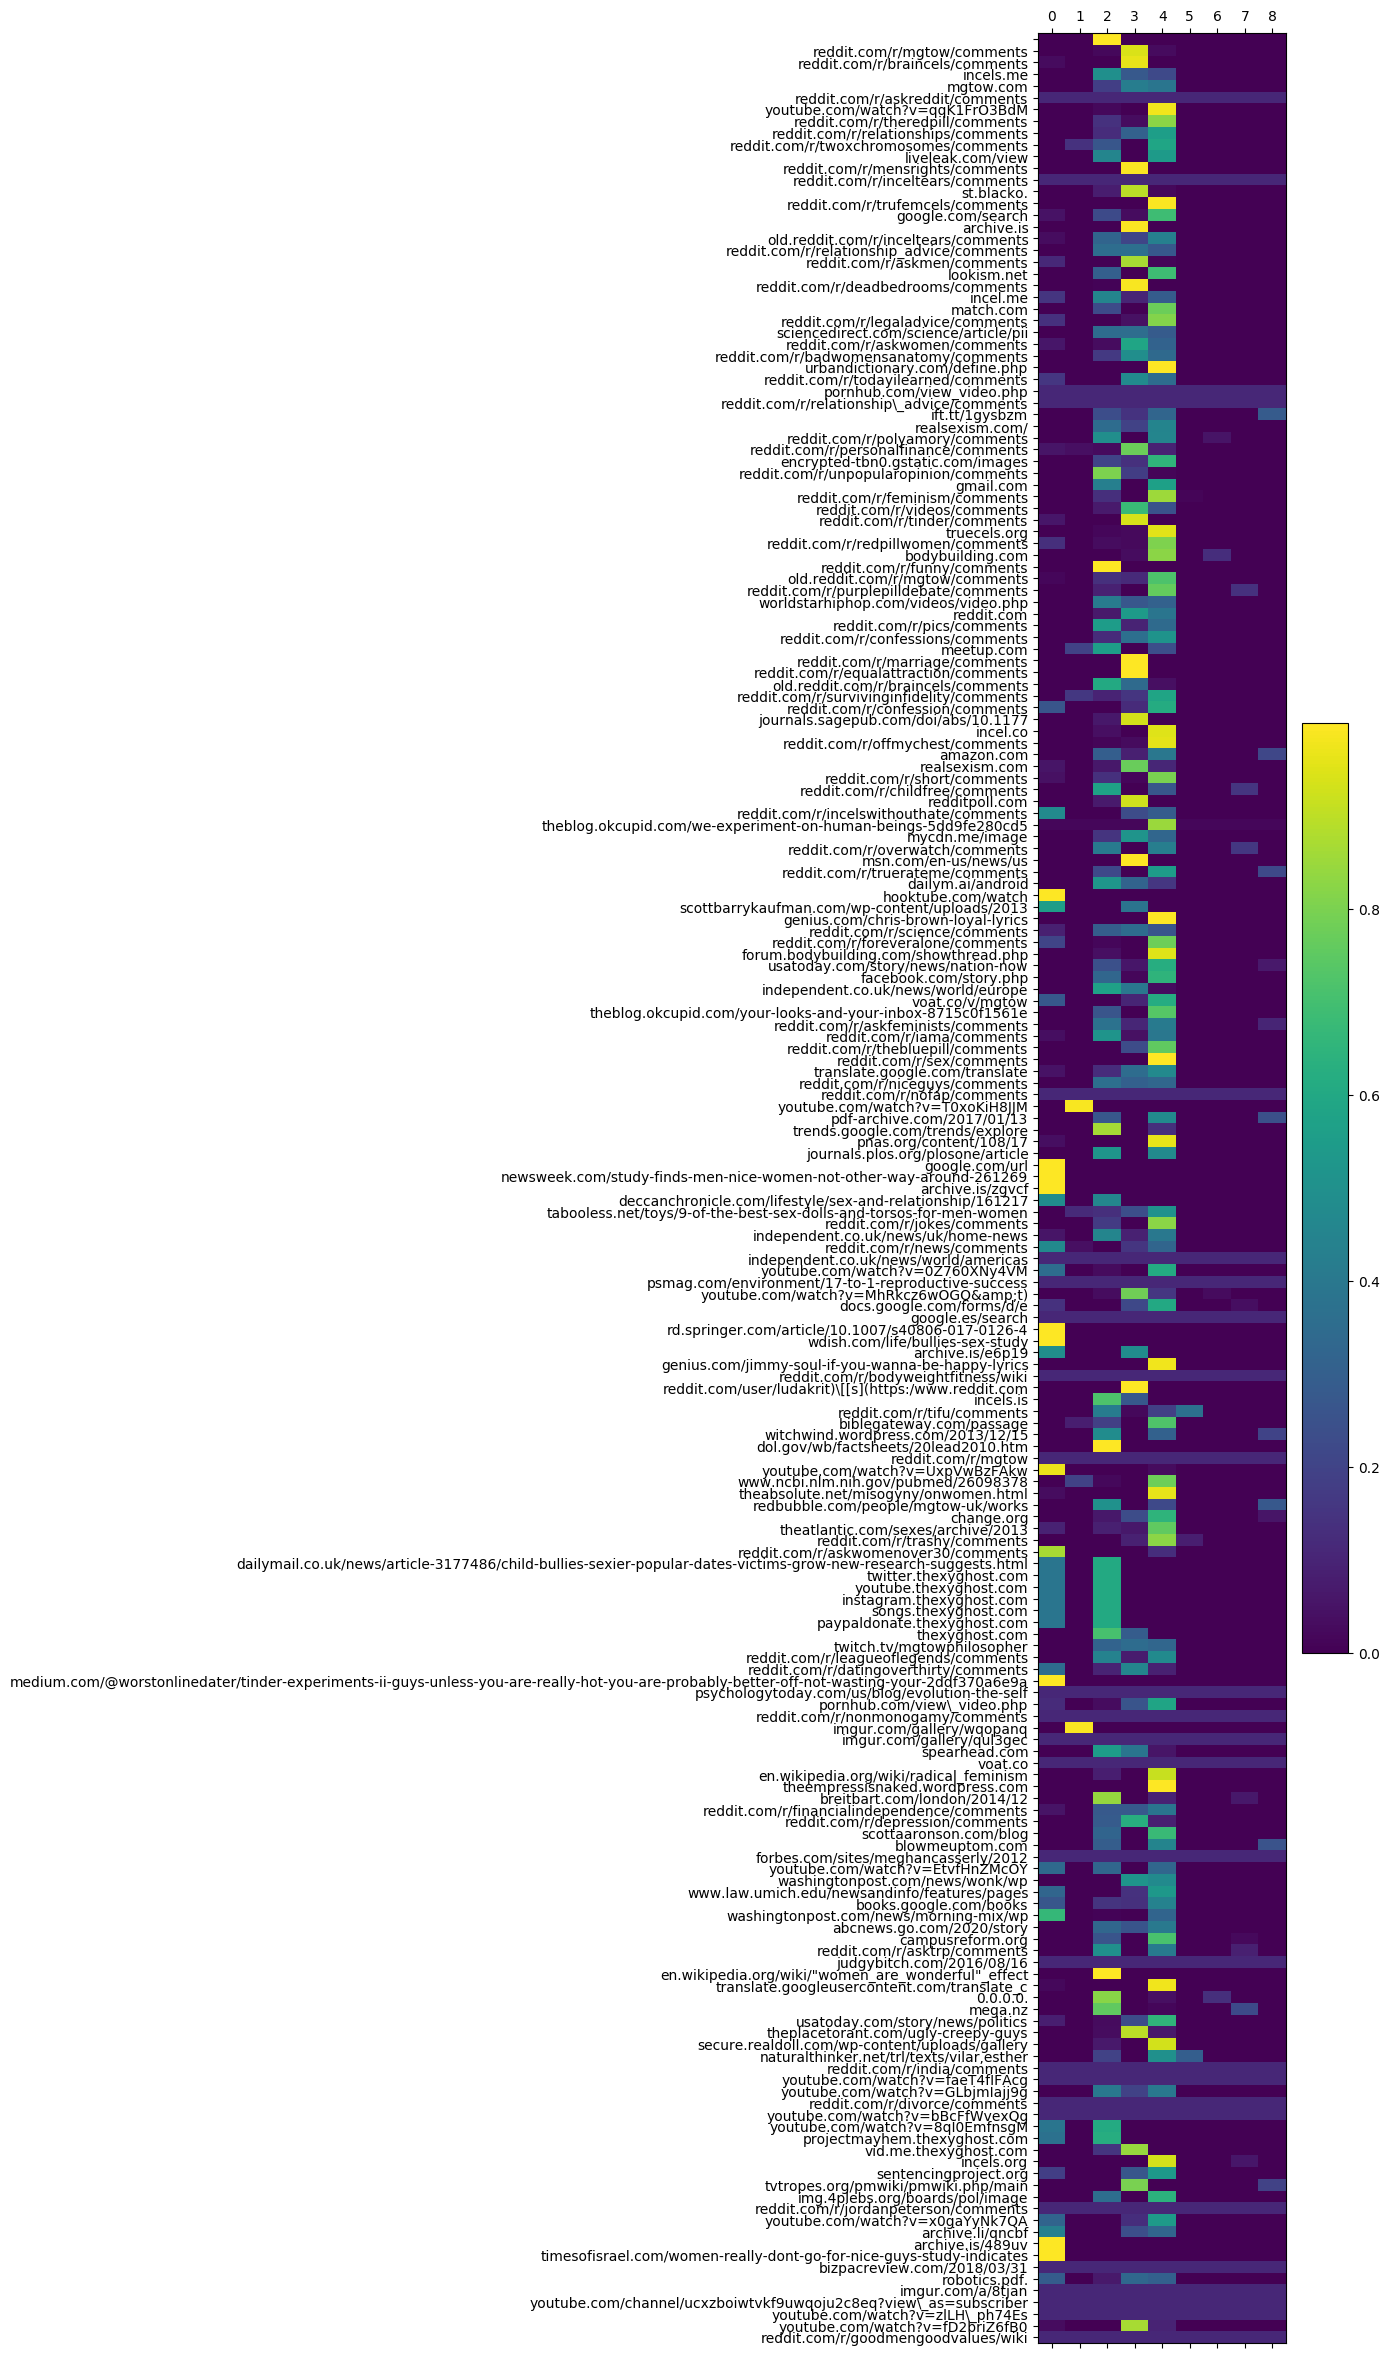 0 1 2 3 4 5 6 7 8
reddit.com/r/mgtow/comments
reddit.com/r/braincels/comments
incels.me
mgtow.com
reddit.com/r/askreddit/comments
youtube.com/watch?v=qgK1FrO3BdM
reddit.com/r/theredpill/comments
reddit.com/r/relationships/comments
reddit.com/r/twoxchromosomes/comments
liveleak.com/view
reddit.com/r/mensrights/comments
reddit.com/r/inceltears/comments
st.blacko.
reddit.com/r/trufemcels/comments
google.com/search
archive.is
old.reddit.com/r/inceltears/comments
reddit.com/r/relationship_advice/comments
reddit.com/r/askmen/comments
lookism.net
reddit.com/r/deadbedrooms/comments
incel.me
match.com
reddit.com/r/legaladvice/comments
sciencedirect.com/science/article/pii
reddit.com/r/askwomen/comments
reddit.com/r/badwomensanatomy/comments
urbandictionary.com/define.php
reddit.com/r/todayilearned/comments
pornhub.com/view_video.php
reddit.com/r/relationship\_advice/comments
ift.tt/1gysbzm
realsexism.com/
reddit.com/r/polyamory/comments
reddit.com/r/personalfinance/comments
encrypted-tbn0.gstatic.com/images
reddit.com/r/unpopularopinion/comments
gmail.com
reddit.com/r/feminism/comments
reddit.com/r/videos/comments
reddit.com/r/tinder/comments
truecels.org
reddit.com/r/redpillwomen/comments
bodybuilding.com
reddit.com/r/funny/comments
old.reddit.com/r/mgtow/comments
reddit.com/r/purplepilldebate/comments
worldstarhiphop.com/videos/video.php
reddit.com
reddit.com/r/pics/comments
reddit.com/r/confessions/comments
meetup.com
reddit.com/r/marriage/comments
reddit.com/r/equalattraction/comments
old.reddit.com/r/braincels/comments
reddit.com/r/survivinginfidelity/comments
reddit.com/r/confession/comments
journals.sagepub.com/doi/abs/10.1177
incel.co
reddit.com/r/offmychest/comments
amazon.com
realsexism.com
reddit.com/r/short/comments
reddit.com/r/childfree/comments
redditpoll.com
reddit.com/r/incelswithouthate/comments
theblog.okcupid.com/we-experiment-on-human-beings-5dd9fe280cd5
mycdn.me/image
reddit.com/r/overwatch/comments
msn.com/en-us/news/us
reddit.com/r/truerateme/comments
dailym.ai/android
hooktube.com/watch
scottbarrykaufman.com/wp-content/uploads/2013
genius.com/chris-brown-loyal-lyrics
reddit.com/r/science/comments
reddit.com/r/foreveralone/comments
forum.bodybuilding.com/showthread.php
usatoday.com/story/news/nation-now
facebook.com/story.php
independent.co.uk/news/world/europe
voat.co/v/mgtow
theblog.okcupid.com/your-looks-and-your-inbox-8715c0f1561e
reddit.com/r/askfeminists/comments
reddit.com/r/iama/comments
reddit.com/r/thebluepill/comments
reddit.com/r/sex/comments
translate.google.com/translate
reddit.com/r/niceguys/comments
reddit.com/r/nofap/comments
youtube.com/watch?v=T0xoKiH8JJM
pdf-archive.com/2017/01/13
trends.google.com/trends/explore
pnas.org/content/108/17
journals.plos.org/plosone/article
google.com/url
newsweek.com/study-finds-men-nice-women-not-other-way-around-261269
archive.is/zgvcf
deccanchronicle.com/lifestyle/sex-and-relationship/161217
tabooless.net/toys/9-of-the-best-sex-dolls-and-torsos-for-men-women
reddit.com/r/jokes/comments
independent.co.uk/news/uk/home-news
reddit.com/r/news/comments
independent.co.uk/news/world/americas
youtube.com/watch?v=0Z760XNy4VM
psmag.com/environment/17-to-1-reproductive-success
youtube.com/watch?v=MhRkcz6wOGQ&amp;t)
docs.google.com/forms/d/e
google.es/search
rd.springer.com/article/10.1007/s40806-017-0126-4
wdish.com/life/bullies-sex-study
archive.is/e6p19
genius.com/jimmy-soul-if-you-wanna-be-happy-lyrics
reddit.com/r/bodyweightfitness/wiki
reddit.com/user/ludakrit)\[[s](https:/www.reddit.com
incels.is
reddit.com/r/tifu/comments
biblegateway.com/passage
witchwind.wordpress.com/2013/12/15
dol.gov/wb/factsheets/20lead2010.htm
reddit.com/r/mgtow
youtube.com/watch?v=UxpVwBzFAkw
www.ncbi.nlm.nih.gov/pubmed/26098378
theabsolute.net/misogyny/onwomen.html
redbubble.com/people/mgtow-uk/works
change.org
theatlantic.com/sexes/archive/2013
reddit.com/r/trashy/comments
reddit.com/r/askwomenover30/comments
dailymail.co.uk/news/article-3177486/child-bullies-sexier-popular-dates-victims-grow-new-research-suggests.html
twitter.thexyghost.com
youtube.thexyghost.com
instagram.thexyghost.com
songs.thexyghost.com
paypaldonate.thexyghost.com
thexyghost.com
twitch.tv/mgtowphilosopher
reddit.com/r/leagueoflegends/comments
reddit.com/r/datingoverthirty/comments
medium.com/@worstonlinedater/tinder-experiments-ii-guys-unless-you-are-really-hot-you-are-probably-better-off-not-wasting-your-2ddf370a6e9a
psychologytoday.com/us/blog/evolution-the-self
pornhub.com/view\_video.php
reddit.com/r/nonmonogamy/comments
imgur.com/gallery/wqopanq
imgur.com/gallery/qul3gec
spearhead.com
voat.co
en.wikipedia.org/wiki/radical_feminism
theempressisnaked.wordpress.com
breitbart.com/london/2014/12
reddit.com/r/financialindependence/comments
reddit.com/r/depression/comments
scottaaronson.com/blog
blowmeuptom.com
forbes.com/sites/meghancasserly/2012
youtube.com/watch?v=EtvfHnZMcOY
washingtonpost.com/news/wonk/wp
www.law.umich.edu/newsandinfo/features/pages
books.google.com/books
washingtonpost.com/news/morning-mix/wp
abcnews.go.com/2020/story
campusreform.org
reddit.com/r/asktrp/comments
judgybitch.com/2016/08/16
en.wikipedia.org/wiki/"women_are_wonderful"_effect
translate.googleusercontent.com/translate_c
0.0.0.0.
mega.nz
usatoday.com/story/news/politics
theplacetorant.com/ugly-creepy-guys
secure.realdoll.com/wp-content/uploads/gallery
naturalthinker.net/trl/texts/vilar,esther
reddit.com/r/india/comments
youtube.com/watch?v=faeT4fIFAcg
youtube.com/watch?v=GLbjmIajj9g
reddit.com/r/divorce/comments
youtube.com/watch?v=bBcFfWvexQg
youtube.com/watch?v=8ql0EmfnsgM
projectmayhem.thexyghost.com
vid.me.thexyghost.com
incels.org
sentencingproject.org
tvtropes.org/pmwiki/pmwiki.php/main
img.4plebs.org/boards/pol/image
reddit.com/r/jordanpeterson/comments
youtube.com/watch?v=x0gaYyNk7QA
archive.li/qncbf
archive.is/489uv
timesofisrael.com/women-really-dont-go-for-nice-guys-study-indicates
bizpacreview.com/2018/03/31
robotics.pdf.
imgur.com/a/8tjan
youtube.com/channel/ucxzboiwtvkf9uwqoju2c8eq?view\_as=subscriber
youtube.com/watch?v=zlLH\_ph74Es
youtube.com/watch?v=fD2briZ6fB0
reddit.com/r/goodmengoodvalues/wiki
0.8
0.6
0.4
0.2
0.0